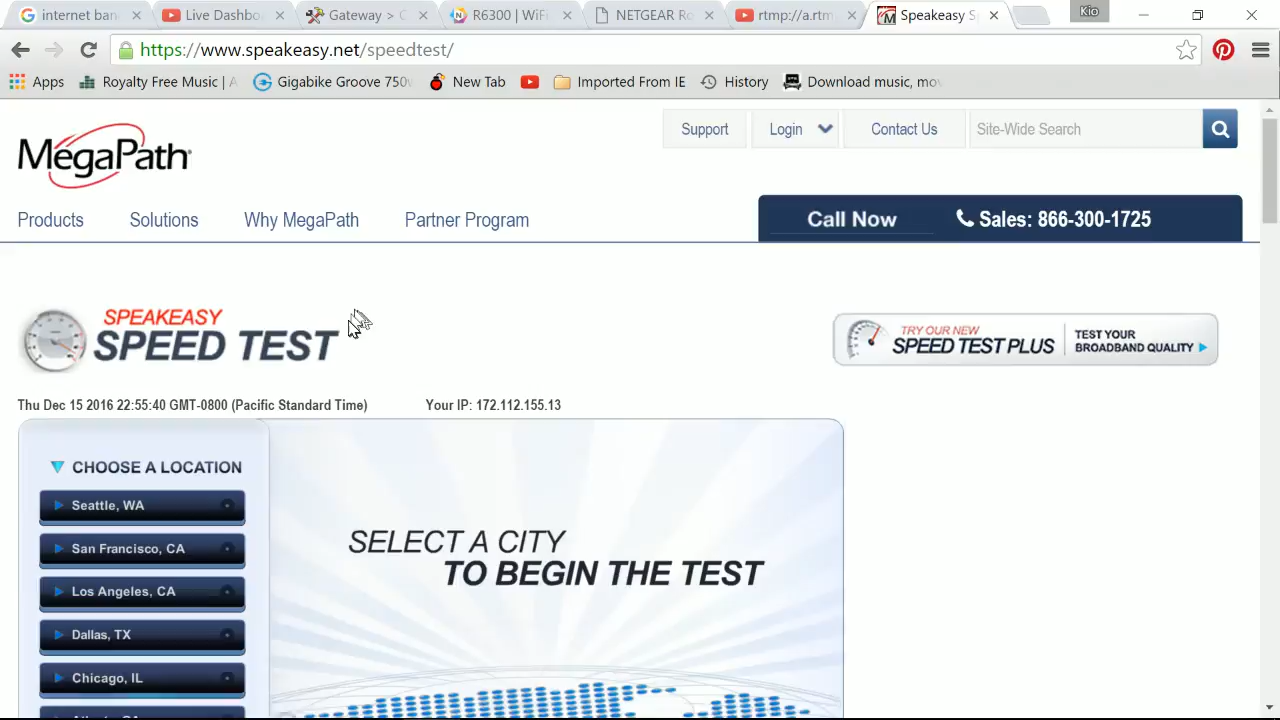 internet ban
Live Dashbo
Gateway > C
R6300 | WiF
NETGEAR Ro
rtmp://a.rtm
Speakeasy S
Kio
https://www.speakeasy.net/speedtest/
Apps
Royalty Free Music | A
Gigabike Groove 750w
New Tab
Imported From IE
History
Download music, mov
MegaPath
Support
Login
Contact Us
Site-Wide Search
Products
Solutions
Why MegaPath
Partner Program
Call Now
Sales: 866-300-1725
SPEAKEASY
SPEED TEST
TRY OUR NEW
SPEED TEST PLUS
TEST YOUR
BROADBAND QUALITY
Thu Dec 15 2016 22:55:40 GMT-0800 (Pacific Standard Time)
Your IP: 172.112.155.13
CHOOSE A LOCATION
Seattle, WA
San Francisco, CA
Los Angeles, CA
Dallas, TX
Chicago, IL
SELECT A CITY
TO BEGIN THE TEST